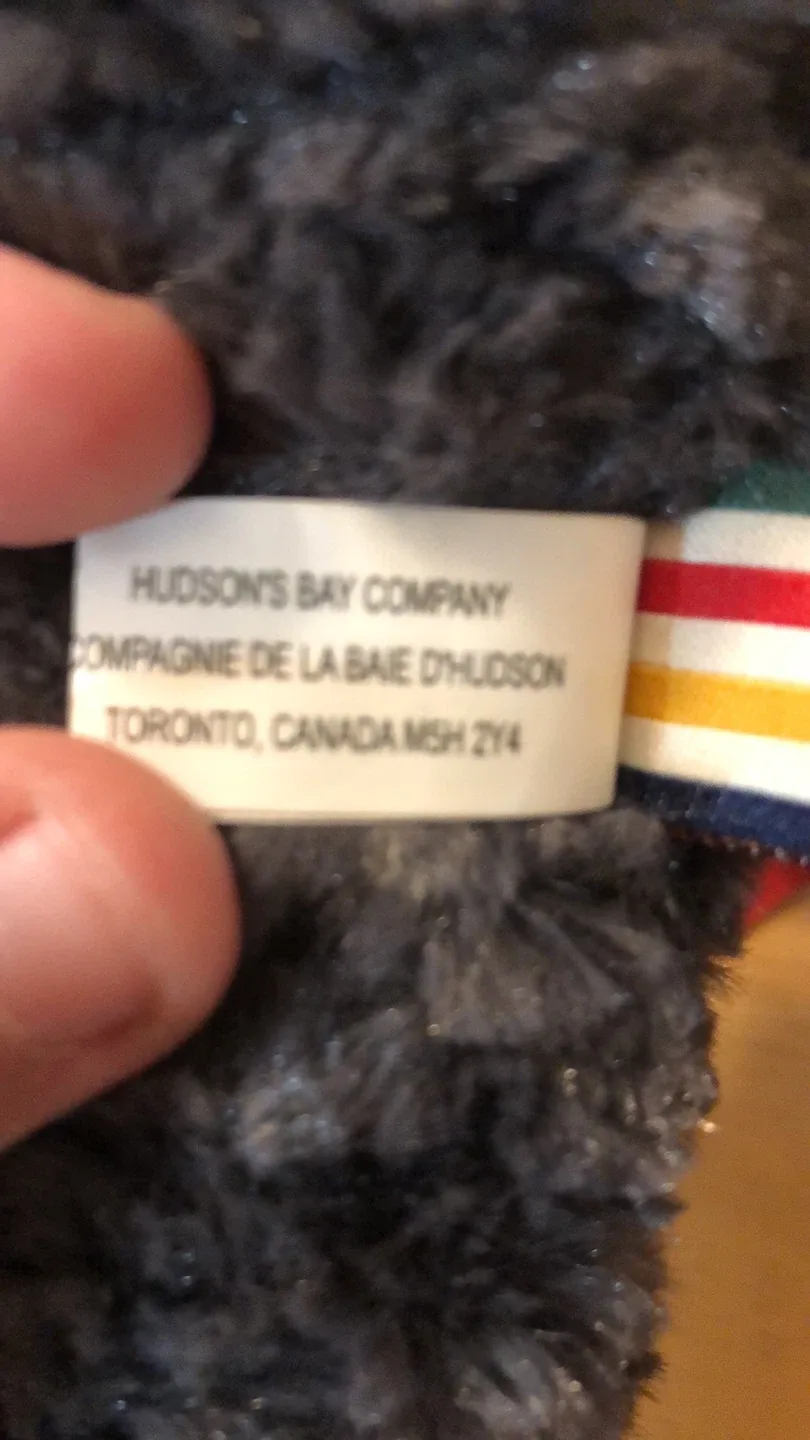 HUDSON'S BAY COMPANY
COMPAGNIE DE LA BAIE D'HUDSON
TORONTO, CANADA M5H 2Y4